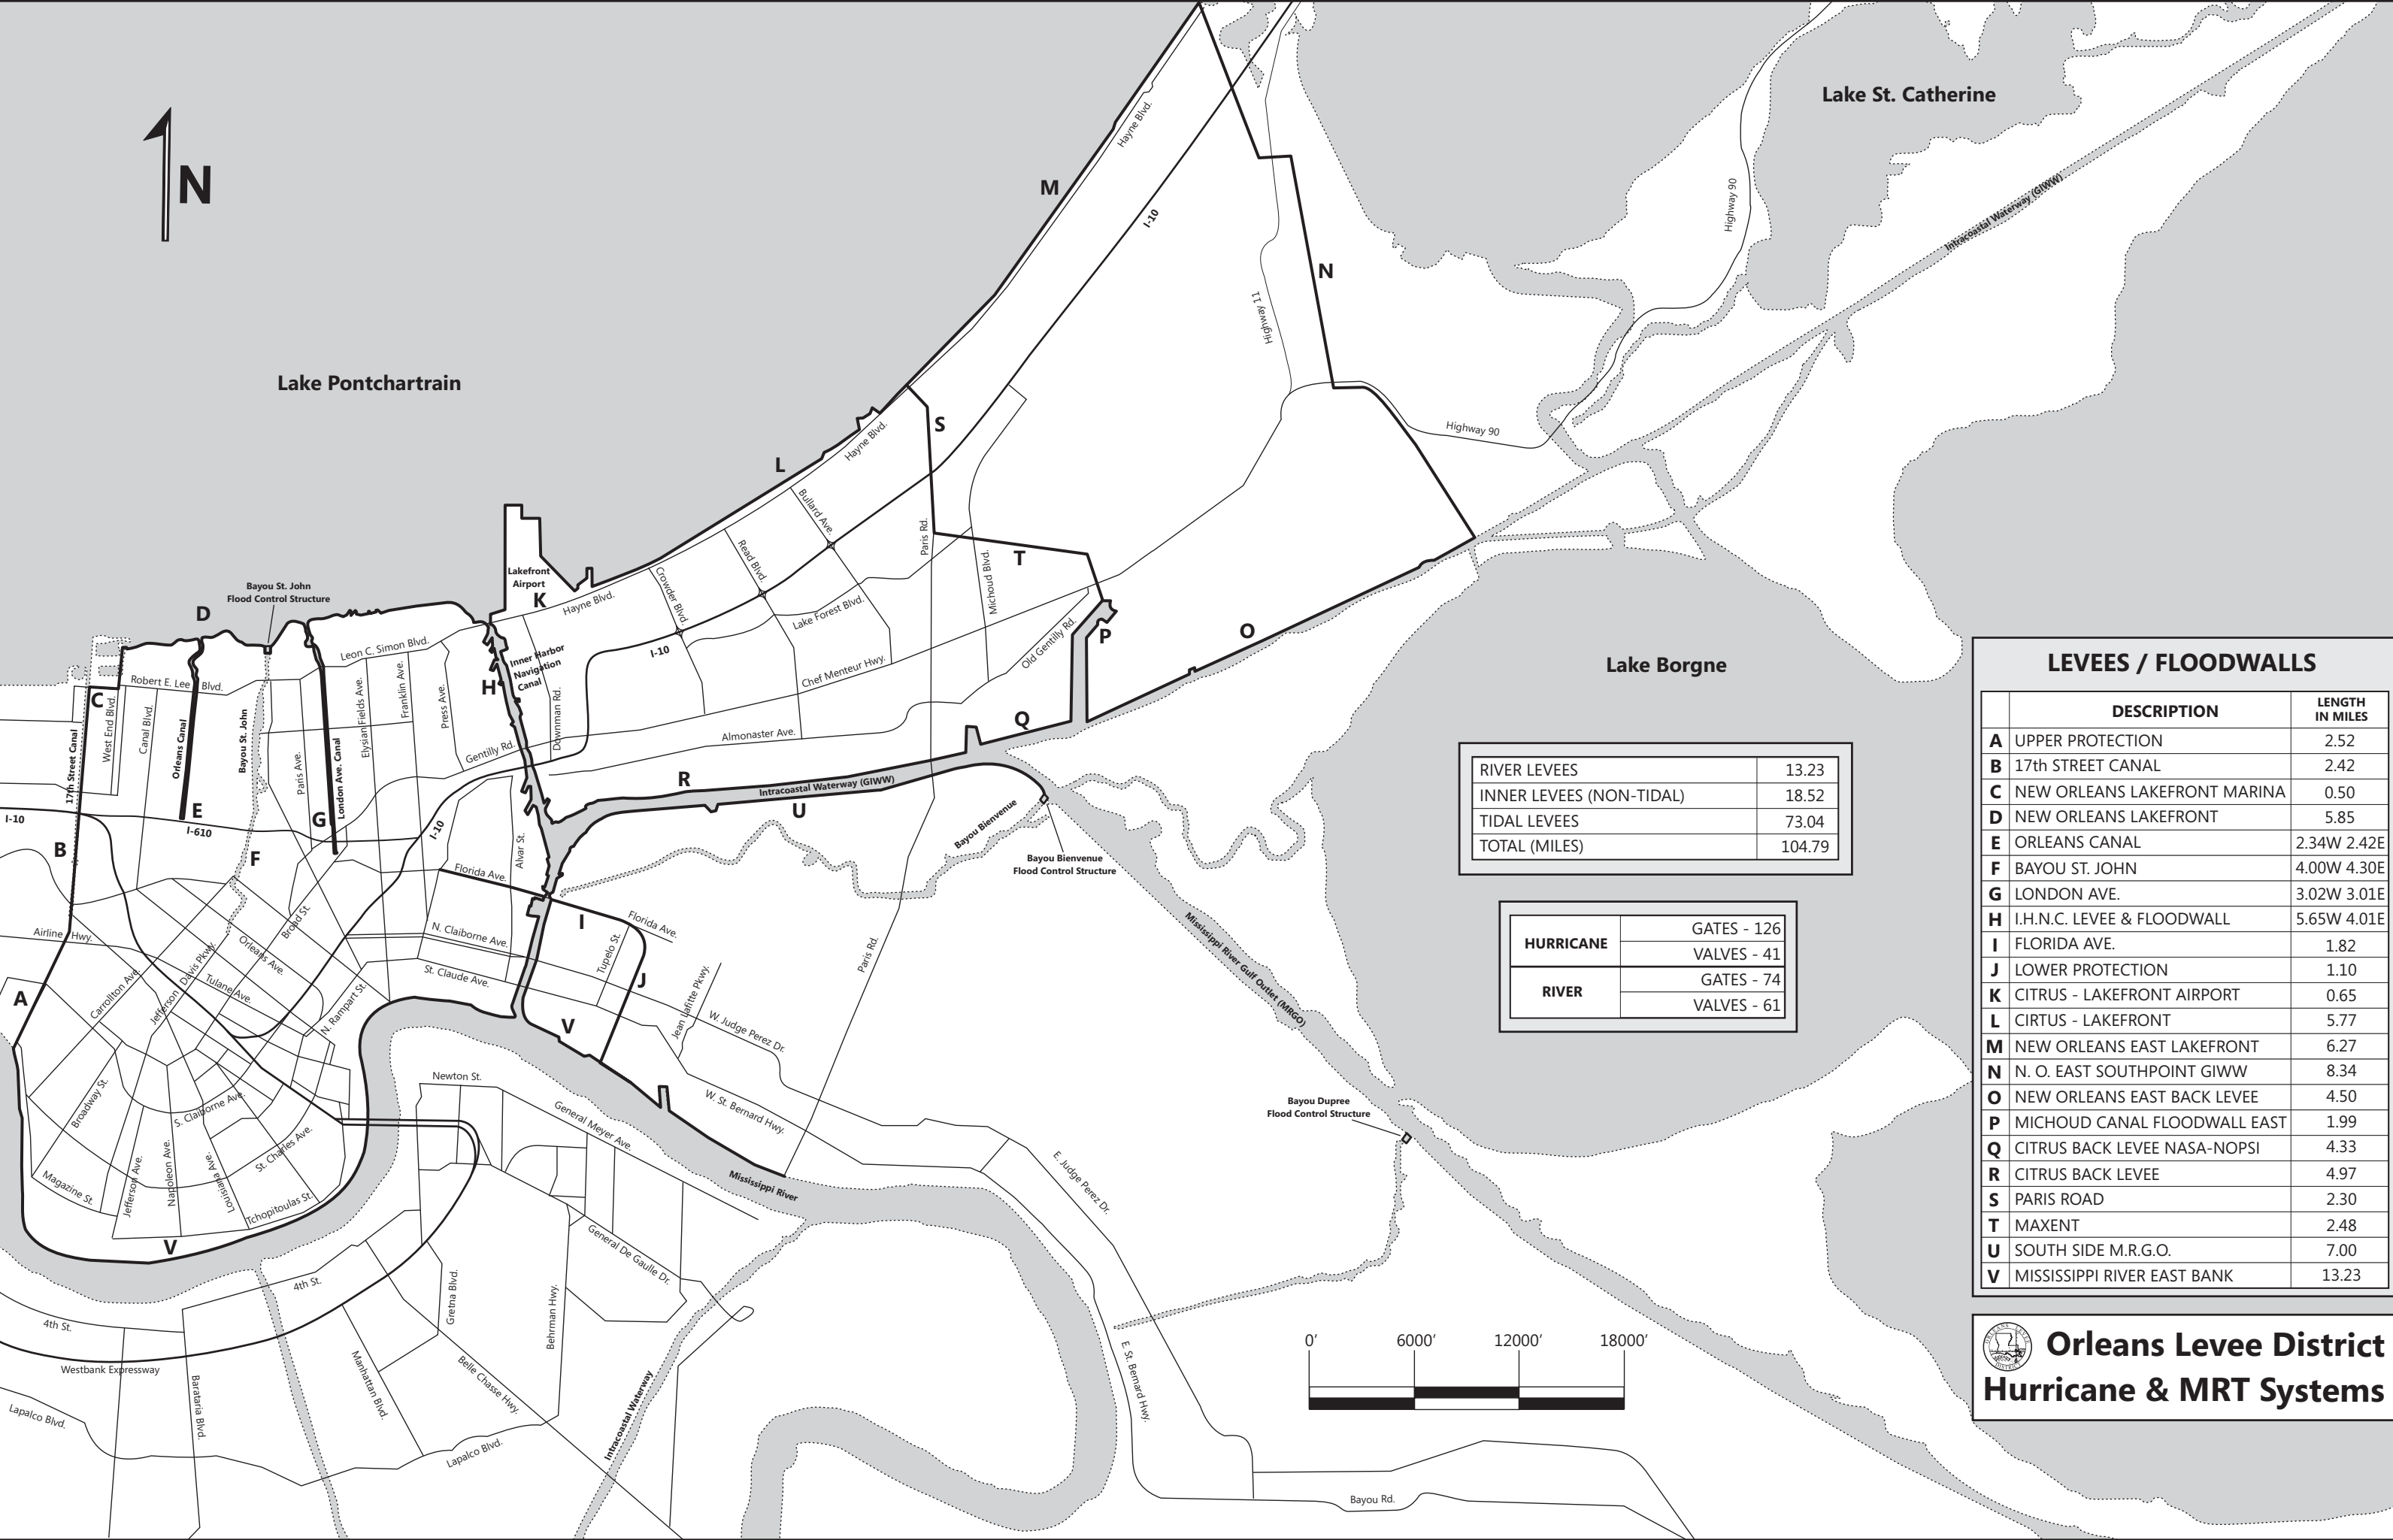 Lake St. Catherine
N
Hayne Blvd.
M
I-10
Highway 90
Intracoastal Waterway (GIWW)
N
Highway 11
Lake Pontchartrain
S
Highway 90
Hayne Blvd.
L
Bullard Ave.
Paris Rd.
Read Blvd.
T
Michoud Blvd.
Lakefront
Airport
K
Hayne Blvd.
Crowder Blvd.
Lake Forest Blvd.
Bayou St. John
Flood Control Structure
D
Leon C. Simon Blvd.
I-10
Inner Harbor
Navigation
Canal
H
Chef Menteur Hwy.
Old Gentilly Rd.
P
O
Lake Borgne
Robert E. Lee Blvd.
C
West End Blvd.
Canal Blvd.
Orleans Canal
Bayou St. John
Paris Ave.
London Ave. Canal
Elysian Fields Ave.
Franklin Ave.
Press Ave.
Gentilly Rd.
Downman Rd.
Almonaster Ave.
Q
17th Street Canal
E
I-610
G
I-10
I-10
R
Intracoastal Waterway (GIWW)
U
B
F
Alvar St.
Florida Ave.
Bayou Bienvenue
Bayou Bienvenue
Flood Control Structure
Airline Hwy.
Broad St.
Orleans Ave.
N. Claiborne Ave.
I
Florida Ave.
Tupelo St.
J
Paris Rd.
Mississippi River Gulf Outlet (MRGO)
A
Carrollton Ave.
Jefferson Davis Pkwy.
Tulane Ave.
N. Rampart St.
St. Claude Ave.
V
Jean Lafitte Pkwy.
W. Judge Perez Dr.
Broadway St.
S. Claiborne Ave.
St. Charles Ave.
Newton St.
General Meyer Ave.
W. St. Bernard Hwy.
Bayou Dupree
Flood Control Structure
Magazine St.
Jefferson Ave.
Napoleon Ave.
Louisiana Ave.
Tchopitoulas St.
V
Mississippi River
E. Judge Perez Dr.
General De Gaulle Dr.
4th St.
4th St.
Gretna Blvd.
Behrman Hwy.
Westbank Expressway
Barataria Blvd.
Manhattan Blvd.
Belle Chasse Hwy.
Intracoastal Waterway
E. St. Bernard Hwy.
Lapalco Blvd.
Lapalco Blvd.
Bayou Rd.
0' 6000' 12000' 18000'
RIVER LEVEES 13.23
INNER LEVEES (NON-TIDAL) 18.52
TIDAL LEVEES 73.04
TOTAL (MILES) 104.79
HURRICANE GATES - 126
VALVES - 41
RIVER GATES - 74
VALVES - 61
LEVEES / FLOODWALLS
DESCRIPTION LENGTH
IN MILES
A UPPER PROTECTION 2.52
B 17th STREET CANAL 2.42
C NEW ORLEANS LAKEFRONT MARINA 0.50
D NEW ORLEANS LAKEFRONT 5.85
E ORLEANS CANAL 2.34W 2.42E
F BAYOU ST. JOHN 4.00W 4.30E
G LONDON AVE. 3.02W 3.01E
H I.H.N.C. LEVEE & FLOODWALL 5.65W 4.01E
I FLORIDA AVE. 1.82
J LOWER PROTECTION 1.10
K CITRUS - LAKEFRONT AIRPORT 0.65
L CIRTUS - LAKEFRONT 5.77
M NEW ORLEANS EAST LAKEFRONT 6.27
N N. O. EAST SOUTHPOINT GIWW 8.34
O NEW ORLEANS EAST BACK LEVEE 4.50
P MICHOUD CANAL FLOODWALL EAST 1.99
Q CITRUS BACK LEVEE NASA-NOPSI 4.33
R CITRUS BACK LEVEE 4.97
S PARIS ROAD 2.30
T MAXENT 2.48
U SOUTH SIDE M.R.G.O. 7.00
V MISSISSIPPI RIVER EAST BANK 13.23
Orleans Levee District
Hurricane & MRT Systems